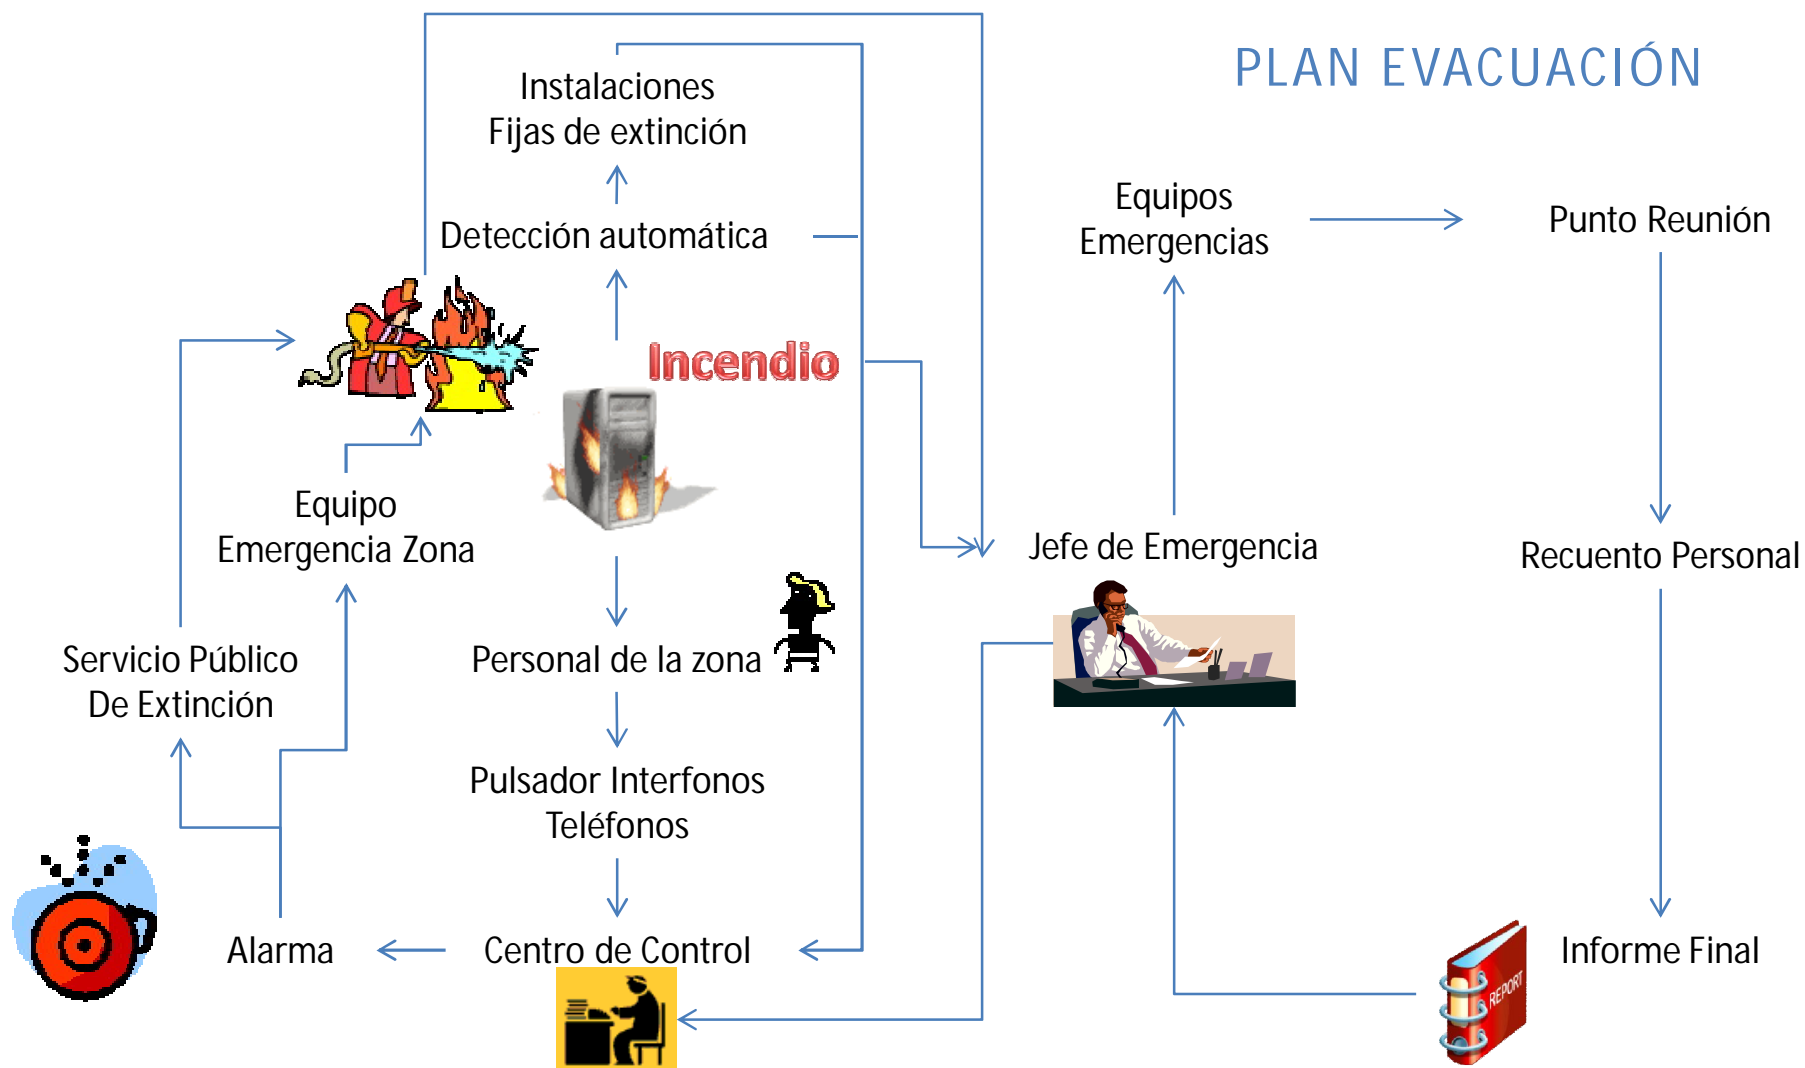 PLAN EVACUACIÓN
Instalaciones
Fijas de extinción
Detección automática
Equipos
Emergencias
Punto Reunión
Incendio
Equipo
Emergencia Zona
Jefe de Emergencia
Recuento Personal
Servicio Público
De Extinción
Personal de la zona
Pulsador Interfonos
Teléfonos
Alarma
Centro de Control
Informe Final
REPORT